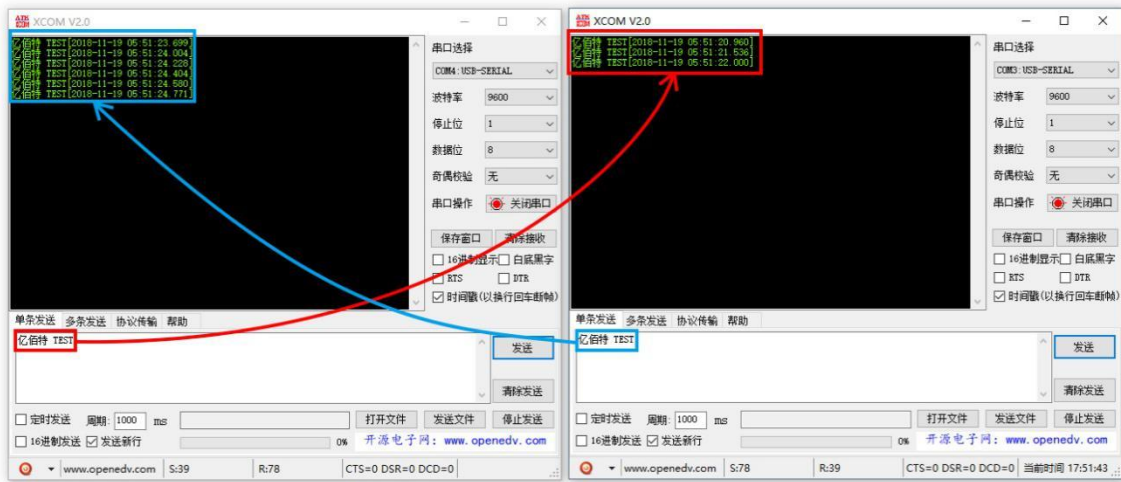 XCOM V2.0
亿佰特 TEST[2018-11-19 05:51:23.699]
亿佰特 TEST[2018-11-19 05:51:24.004]
亿佰特 TEST[2018-11-19 05:51:24.228]
亿佰特 TEST[2018-11-19 05:51:24.404]
亿佰特 TEST[2018-11-19 05:51:24.580]
亿佰特 TEST[2018-11-19 05:51:24.771]
串口选择
COM4:USB-SERIAL
波特率 9600
停止位 1
数据位 8
奇偶校验 无
串口操作 关闭串口
保存窗口 清除接收
16进制显示 白底黑字
RTS DTR
时间戳(以换行回车断帧)
单条发送 多条发送 协议传输 帮助
亿佰特 TEST
发送
清除发送
定时发送 周期: 1000 ms 打开文件 发送文件 停止发送
16进制发送 发送新行 0% 开源电子网：www.openedv.com
www.openedv.com S:39 R:78 CTS=0 DSR=0 DCD=0
XCOM V2.0
亿佰特 TEST[2018-11-19 05:51:20.960]
亿佰特 TEST[2018-11-19 05:51:21.536]
亿佰特 TEST[2018-11-19 05:51:22.000]
串口选择
COM3:USB-SERIAL
波特率 9600
停止位 1
数据位 8
奇偶校验 无
串口操作 关闭串口
保存窗口 清除接收
16进制显示 白底黑字
RTS DTR
时间戳(以换行回车断帧)
单条发送 多条发送 协议传输 帮助
亿佰特 TEST
发送
清除发送
定时发送 周期: 1000 ms 打开文件 发送文件 停止发送
16进制发送 发送新行 0% 开源电子网：www.openedv.com
www.openedv.com S:78 R:39 CTS=0 DSR=0 DCD=0 当前时间 17:51:43